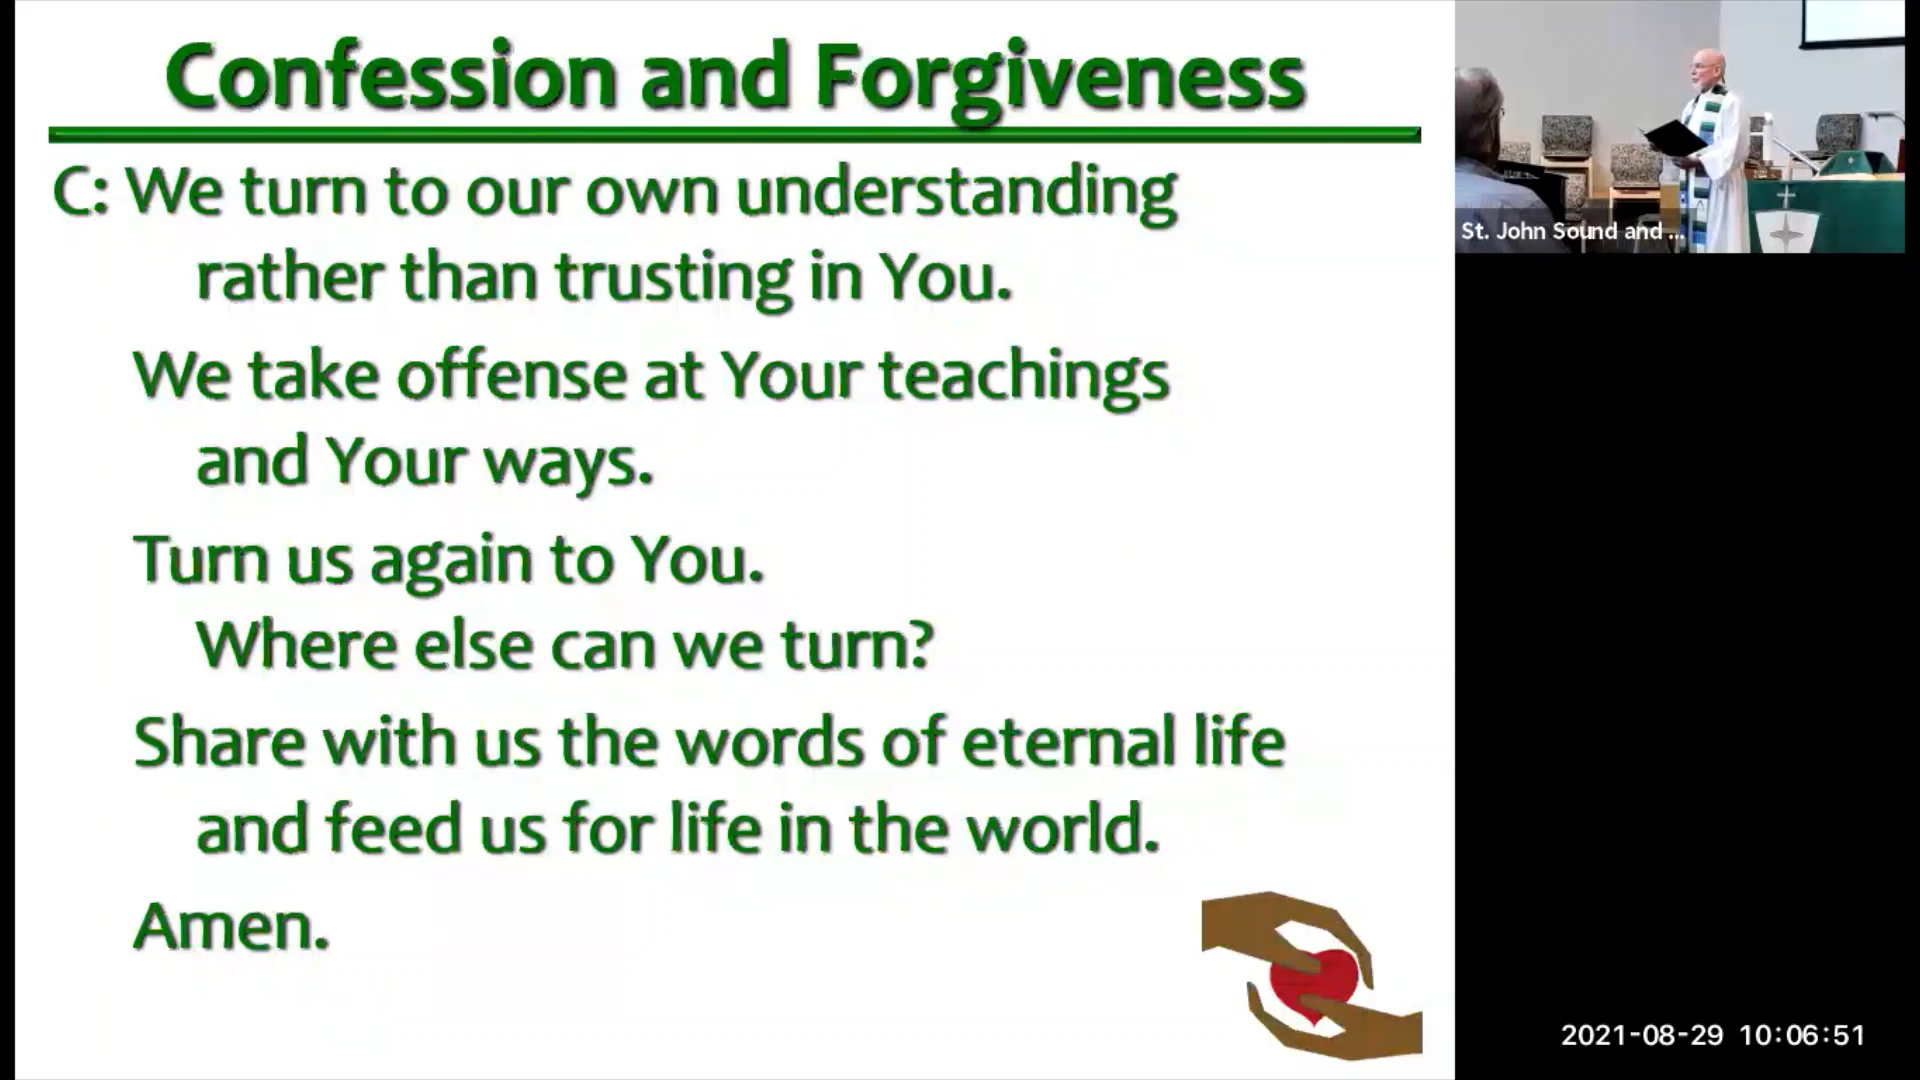 Confession and Forgiveness
C: We turn to our own understanding
rather than trusting in You.
We take offense at Your teachings
and Your ways.
Turn us again to You.
Where else can we turn?
Share with us the words of eternal life
and feed us for life in the world.
Amen.
St. John Sound and ...
2021-08-29 10:06:51